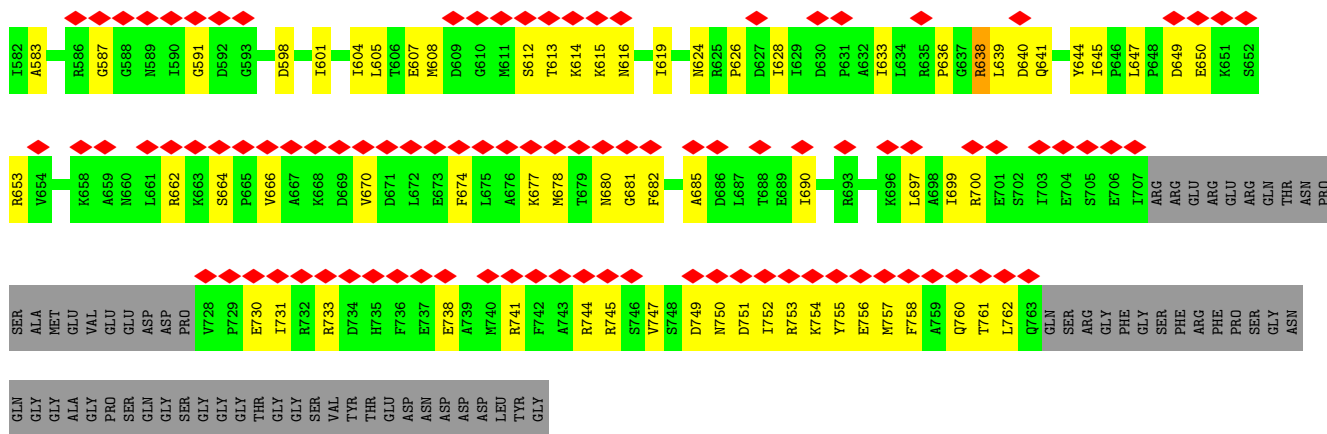 I582 A583 R586 G587 G588 N589 I590 G591 D592 G593 D598 I601 I604 L605 T606 E607 M608 D609 G610 M611 S612 T613 K614 K615 N616 I619 N624 R625 P626 D627 I628 I629 D630 P631 A632 I633 L634 R635 P636 G637 R638 L639 D640 Q641 Y644 I645 P646 L647 P648 D649 E650 K651 S652
R653 V654 K658 A659 N660 L661 R662 K663 S664 P665 V666 A667 K668 D669 V670 D671 L672 E673 F674 L675 A676 K677 M678 T679 N680 G681 F682 A685 D686 L687 T688 E689 I690 R693 K696 L697 A698 I699 R700 E701 S702 I703 E704 S705 E706 I707 ARG ARG GLU ARG GLU ARG GLN THR ASN PRO
SER ALA MET GLU VAL GLU GLU ASP ASP PRO V728 P729 E730 I731 R732 R733 D734 H735 F736 E737 E738 A739 M740 R741 F742 A743 R744 R745 S746 V747 S748 D749 N750 D751 I752 R753 K754 Y755 E756 M757 F758 A759 Q760 T761 L762 Q763 GLN SER ARG GLY PHE GLY SER PHE ARG PHE PRO SER GLY ASN
GLN GLY GLY ALA GLY PRO SER GLN GLY SER GLY GLY GLY THR GLY GLY SER VAL TYR THR GLU ASP ASN ASP ASP ASP LEU TYR GLY